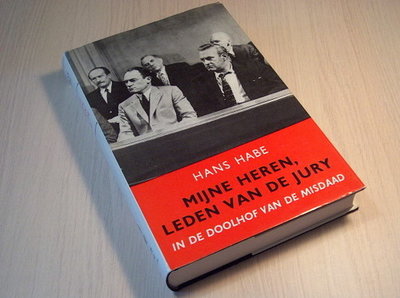 HANS HABE
MIJNE HEREN,
LEDEN VAN DE JURY
IN DE DOOLHOF VAN DE MISDAAD